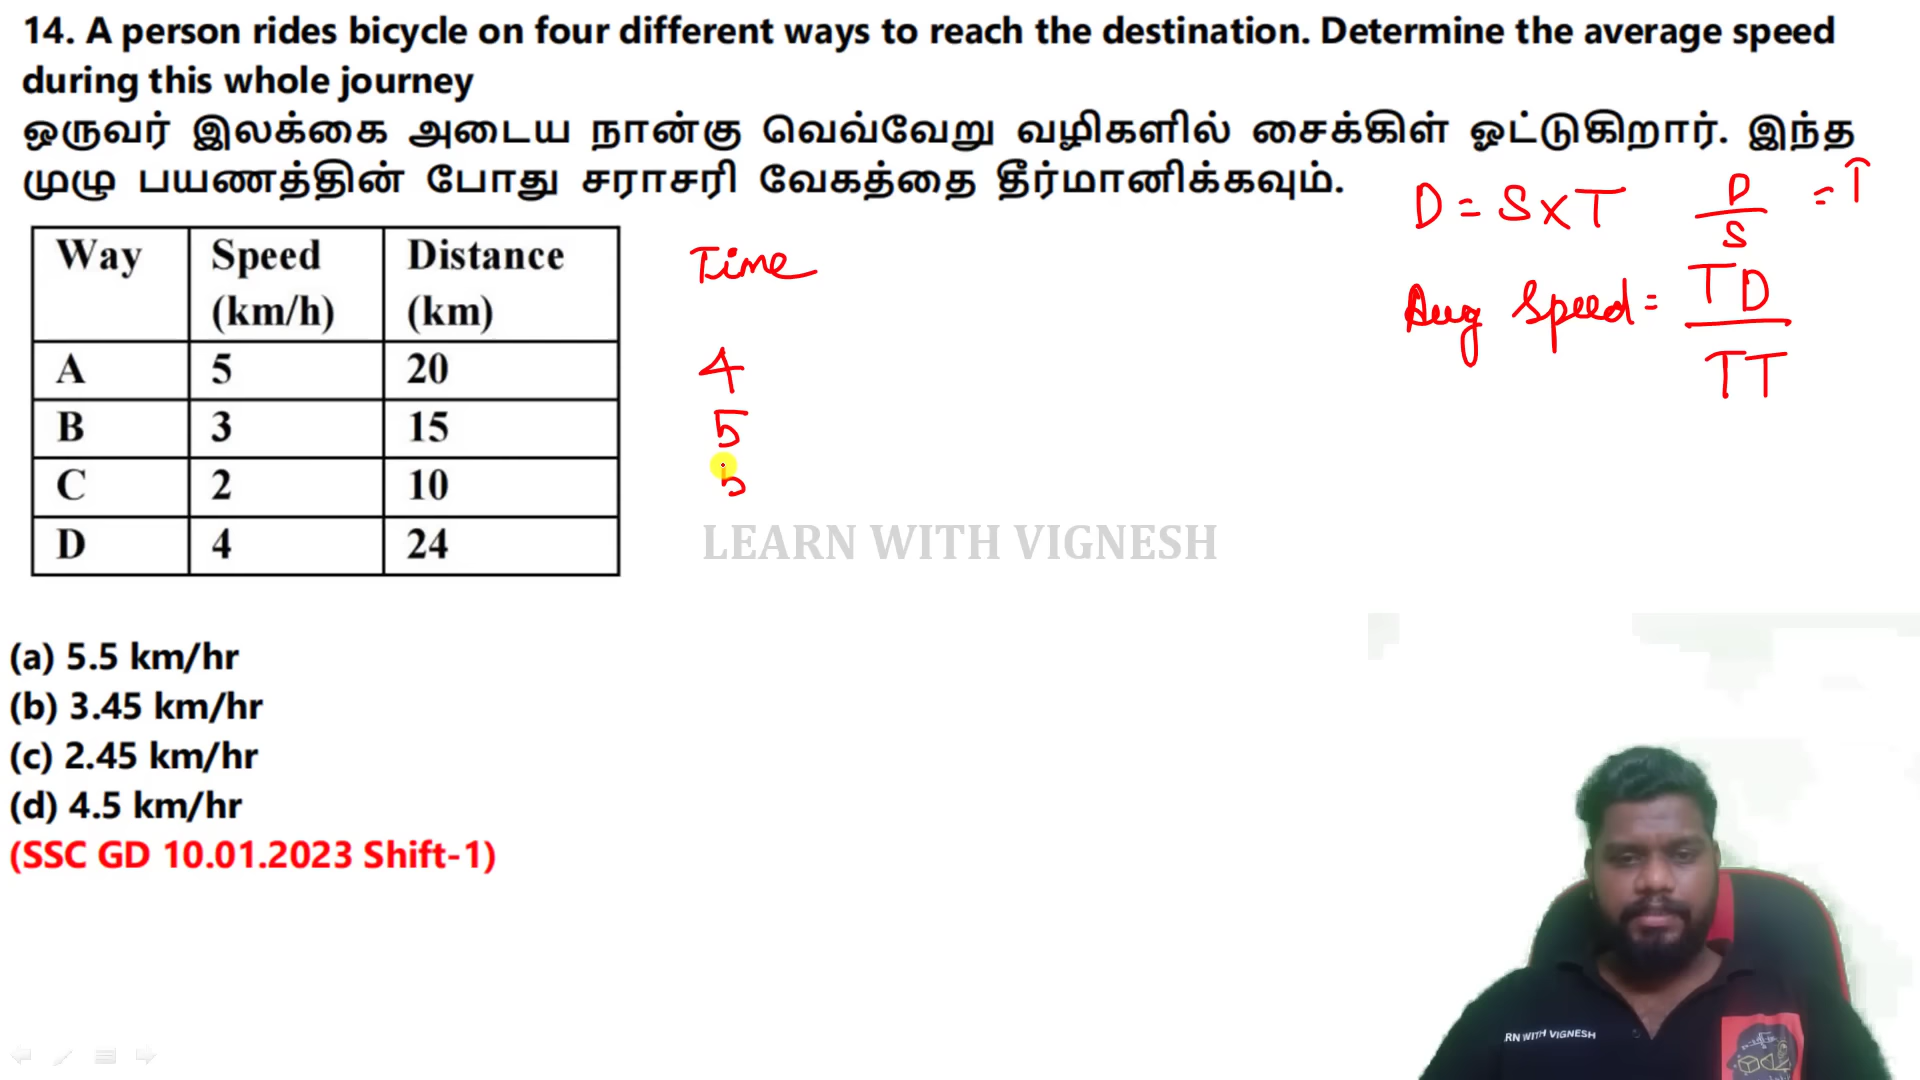 14. A person rides bicycle on four different ways to reach the destination. Determine the average speed
during this whole journey
ஒருவர் இலக்கை அடைய நான்கு வெவ்வேறு வழிகளில் சைக்கிள் ஓட்டுகிறார். இந்த
முழு பயணத்தின் போது சராசரி வேகத்தை தீர்மானிக்கவும்.
D = S X T D/S = T
Way Speed (km/h) Distance (km) Time
Avg Speed = TD/TT
A 5 20 4
B 3 15 5
C 2 10 5
D 4 24
LEARN WITH VIGNESH
(a) 5.5 km/hr
(b) 3.45 km/hr
(c) 2.45 km/hr
(d) 4.5 km/hr
(SSC GD 10.01.2023 Shift-1)
RN WITH VIGNESH